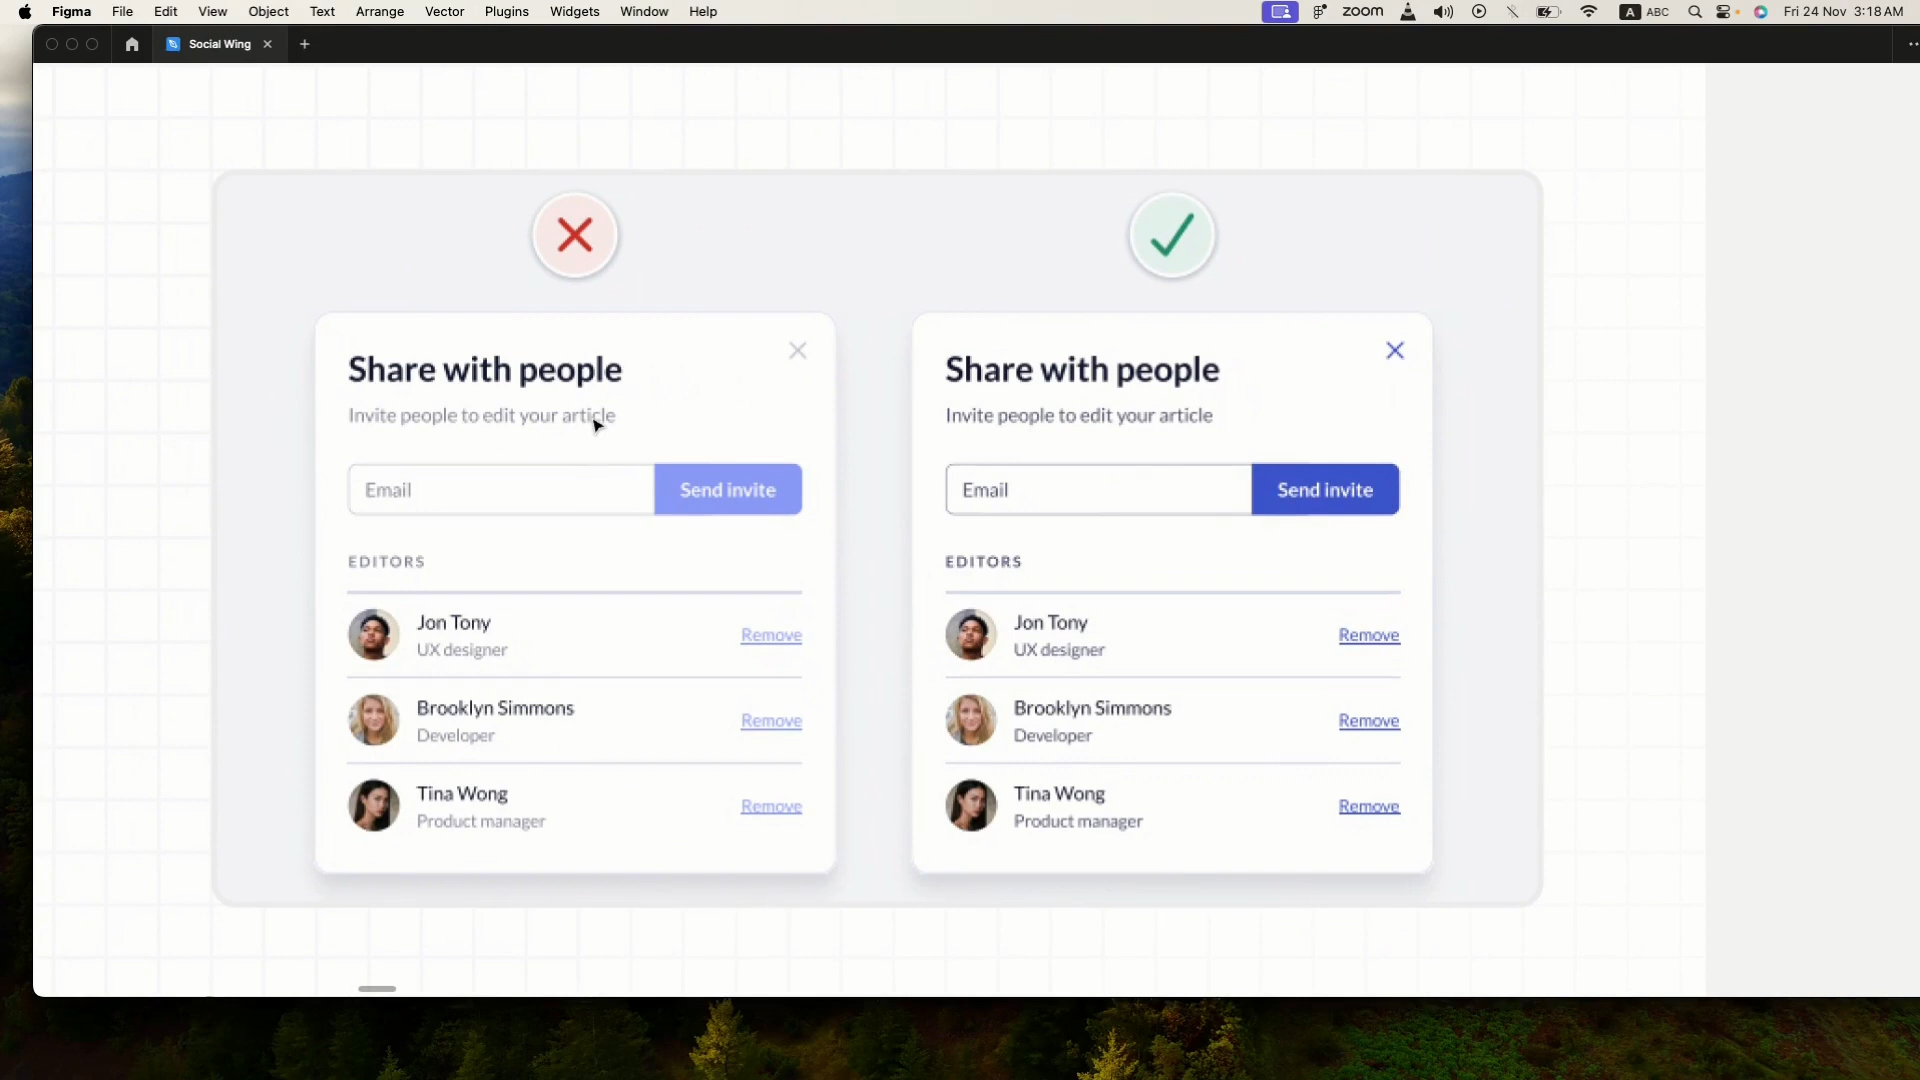 Figma File Edit View Object Text Arrange Vector Plugins Widgets Window Help zoom A ABC Fri 24 Nov 3:18 AM
Social Wing
Share with people
Invite people to edit your article
Email Send invite
EDITORS
Jon Tony
UX designer
Remove
Brooklyn Simmons
Developer
Remove
Tina Wong
Product manager
Remove
Share with people
Invite people to edit your article
Email Send invite
EDITORS
Jon Tony
UX designer
Remove
Brooklyn Simmons
Developer
Remove
Tina Wong
Product manager
Remove